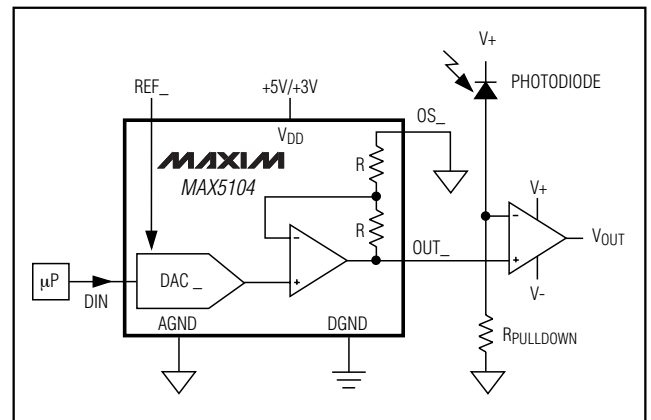 V+
PHOTODIODE
REF_
+5V/+3V
OS_
VDD
MAXIM
MAX5104
R
R
V+
-
-
+
OUT_
+
VOUT
V-
µP
DIN
DAC _
AGND
DGND
RPULLDOWN